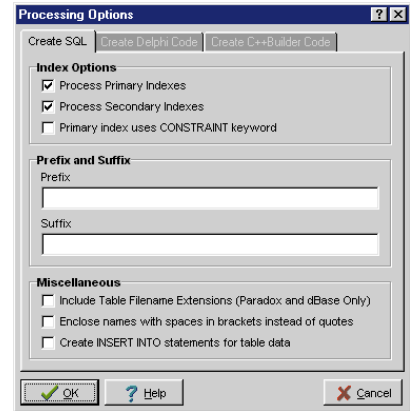 Processing Options
Create SQL Create Delphi Code Create C++Builder Code
Index Options
Process Primary Indexes
Process Secondary Indexes
Primary index uses CONSTRAINT keyword
Prefix and Suffix
Prefix
Suffix
Miscellaneous
Include Table Filename Extensions (Paradox and dBase Only)
Enclose names with spaces in brackets instead of quotes
Create INSERT INTO statements for table data
OK Help Cancel